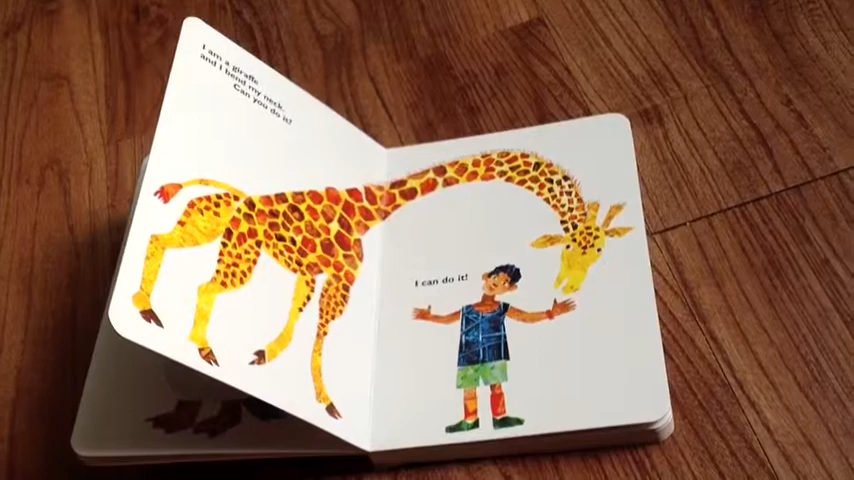 I am a giraffe
and I bend my neck.
Can you do it?
I can do it!